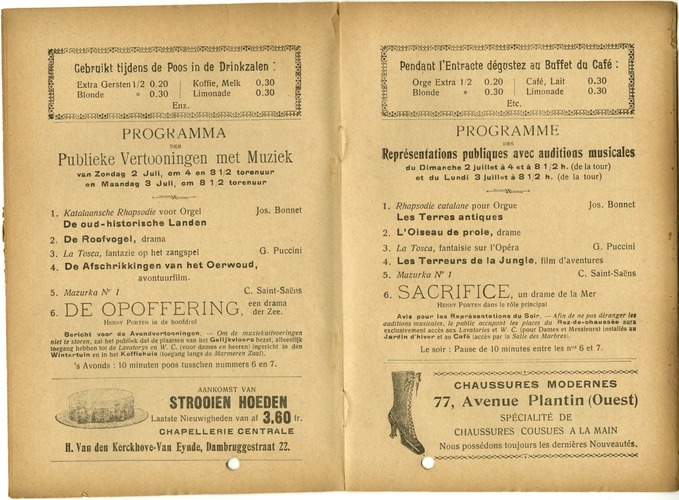 Gebruikt tijdens de Poos in de Drinkzalen :
Extra Gersten 1/2 0.20 Koffie, Melk 0.30
Blonde » 0.30 Limonade 0.30
Enz.
PROGRAMMA
DER
Publieke Vertooningen met Muziek
van Zondag 2 Juli, om 4 en 8 1/2 torenuur
en Maandag 3 Juli, om 8 1/2 torenuur
1. Katalaansche Rhapsodie voor Orgel Jos. Bonnet
De oud-historische Landen
2. De Roofvogel, drama
3. La Tosca, fantazie op het zangspel G. Puccini
4. De Afschrikkingen van het Oerwoud,
avontuurfilm.
5. Mazurka Nr 1 C. Saint-Saëns
6. DE OPOFFERING, een drama
der Zee.
HENNY PORTEN in de hoofdrol
Bericht voor de Avondvertooningen. — Om de muziekuitvoeringen
niet te storen, zal het publiek dat de plaatsen van het Gelijkvloers bezet, alleenlijk
toegang hebben tot de Lavatorys en W. C. (voor dames en heeren) ingericht in den
Wintertuin en in het Koffiehuis (toegang langs de Marmeren Zaal).
's Avonds : 10 minuten poos tusschen nummers 6 en 7.
AANKOMST VAN
STROOIEN HOEDEN
Laatste Nieuwigheden van af 3.60 fr.
CHAPELLERIE CENTRALE
H. Van den Kerckhove-Van Eynde, Dambruggestraat 22.
Pendant l'Entracte dégustez au Buffet du Café :
Orge Extra 1/2 0.20 Café, Lait 0.30
Blonde » 0.30 Limonade 0.30
Etc.
PROGRAMME
DES
Représentations publiques avec auditions musicales
du Dimanche 2 juillet à 4 et à 8 1/2 h. (de la tour)
et du Lundi 3 juillet à 8 1/2 h. (de la tour)
1. Rhapsodie catalane pour Orgue Jos. Bonnet
Les Terres antiques
2. L'Oiseau de proie, drame
3. La Tosca, fantaisie sur l'Opéra G. Puccini
4. Les Terreurs de la Jungle, film d'aventures
5. Mazurka No 1 C. Saint-Saëns
6. SACRIFICE, un drame de la Mer
HENNY PORTEN dans le rôle principal
Avis pour les Représentations du Soir. — Afin de ne pas déranger les
auditions musicales, le public occupant les places du Rez-de-chaussée aura
exclusivement accès aux Lavatories et W. C. (pour Dames et Messieurs) installés au
Jardin d'hiver et au Café (accès par la Salle des Marbres).
Le soir : Pause de 10 minutes entre les nos 6 et 7.
CHAUSSURES MODERNES
77, Avenue Plantin (Ouest)
SPÉCIALITÉ DE
CHAUSSURES COUSUES A LA MAIN
Nous possédons toujours les dernières Nouveautés.